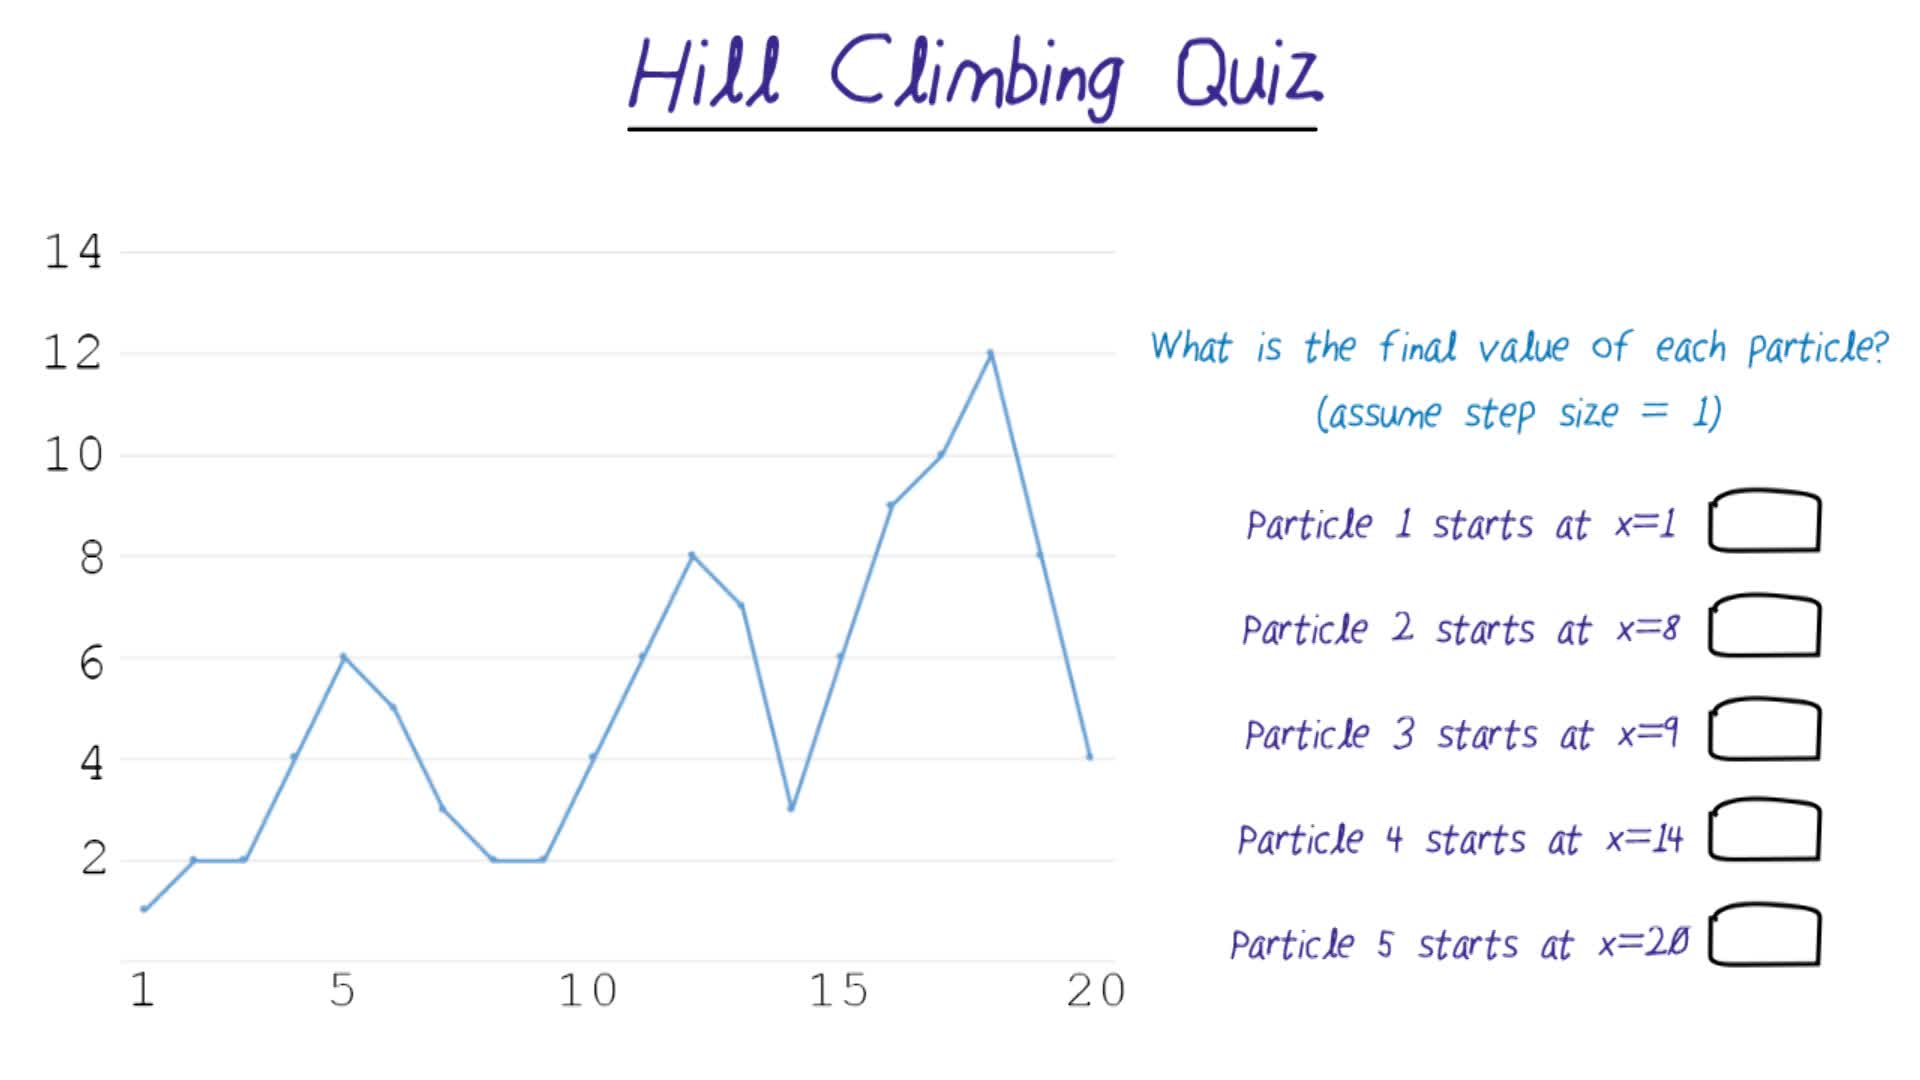 Hill Climbing Quiz
14
12
10
8
6
4
2
1 5 10 15 20
What is the final value of each particle?
(assume step size = 1)
Particle 1 starts at x=1
Particle 2 starts at x=8
Particle 3 starts at x=9
Particle 4 starts at x=14
Particle 5 starts at x=20